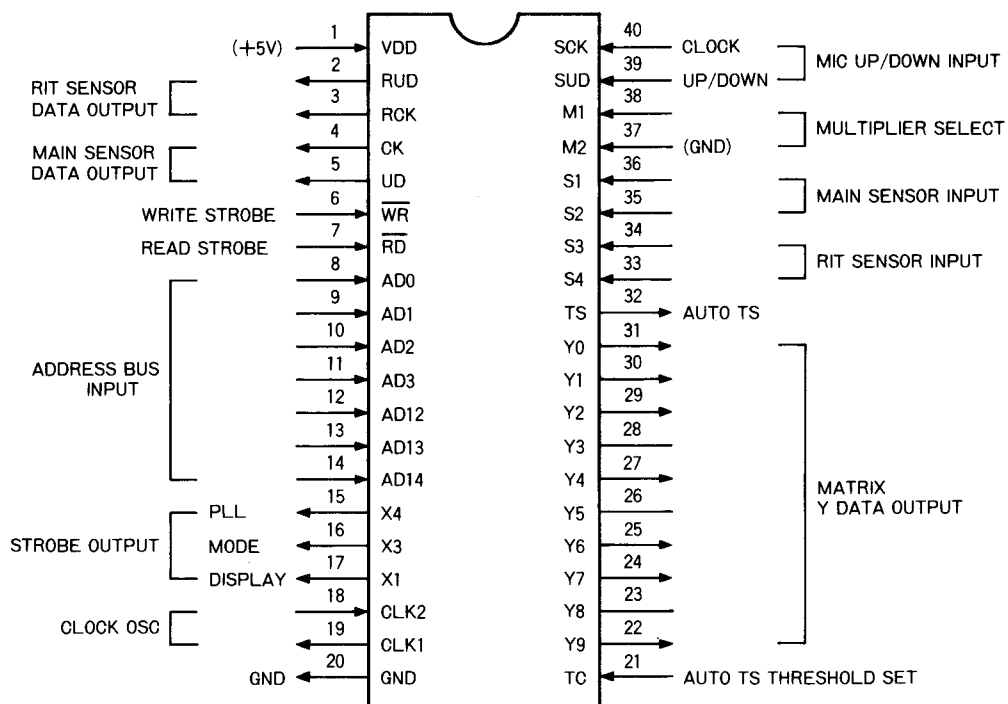 1 40
(+5V) VDD SCK CLOCK
2 39 MIC UP/DOWN INPUT
RUD SUD UP/DOWN
RIT SENSOR
DATA OUTPUT
3 38
RCK M1
4 37 MULTIPLIER SELECT
MAIN SENSOR
DATA OUTPUT
CK M2 (GND)
5 36
UD S1
6 35 MAIN SENSOR INPUT
WRITE STROBE WR S2
7 34
READ STROBE RD S3
8 33 RIT SENSOR INPUT
AD0 S4
9 32
AD1 TS AUTO TS
10 31
AD2 Y0
ADDRESS BUS
INPUT
11 30
AD3 Y1
12 29
AD12 Y2
13 28
AD13 Y3
14 27
AD14 Y4
MATRIX
Y DATA OUTPUT
15 26
PLL X4 Y5
16 25
STROBE OUTPUT MODE X3 Y6
17 24
DISPLAY X1 Y7
18 23
CLK2 Y8
CLOCK OSC
19 22
CLK1 Y9
20 21
GND GND TC AUTO TS THRESHOLD SET